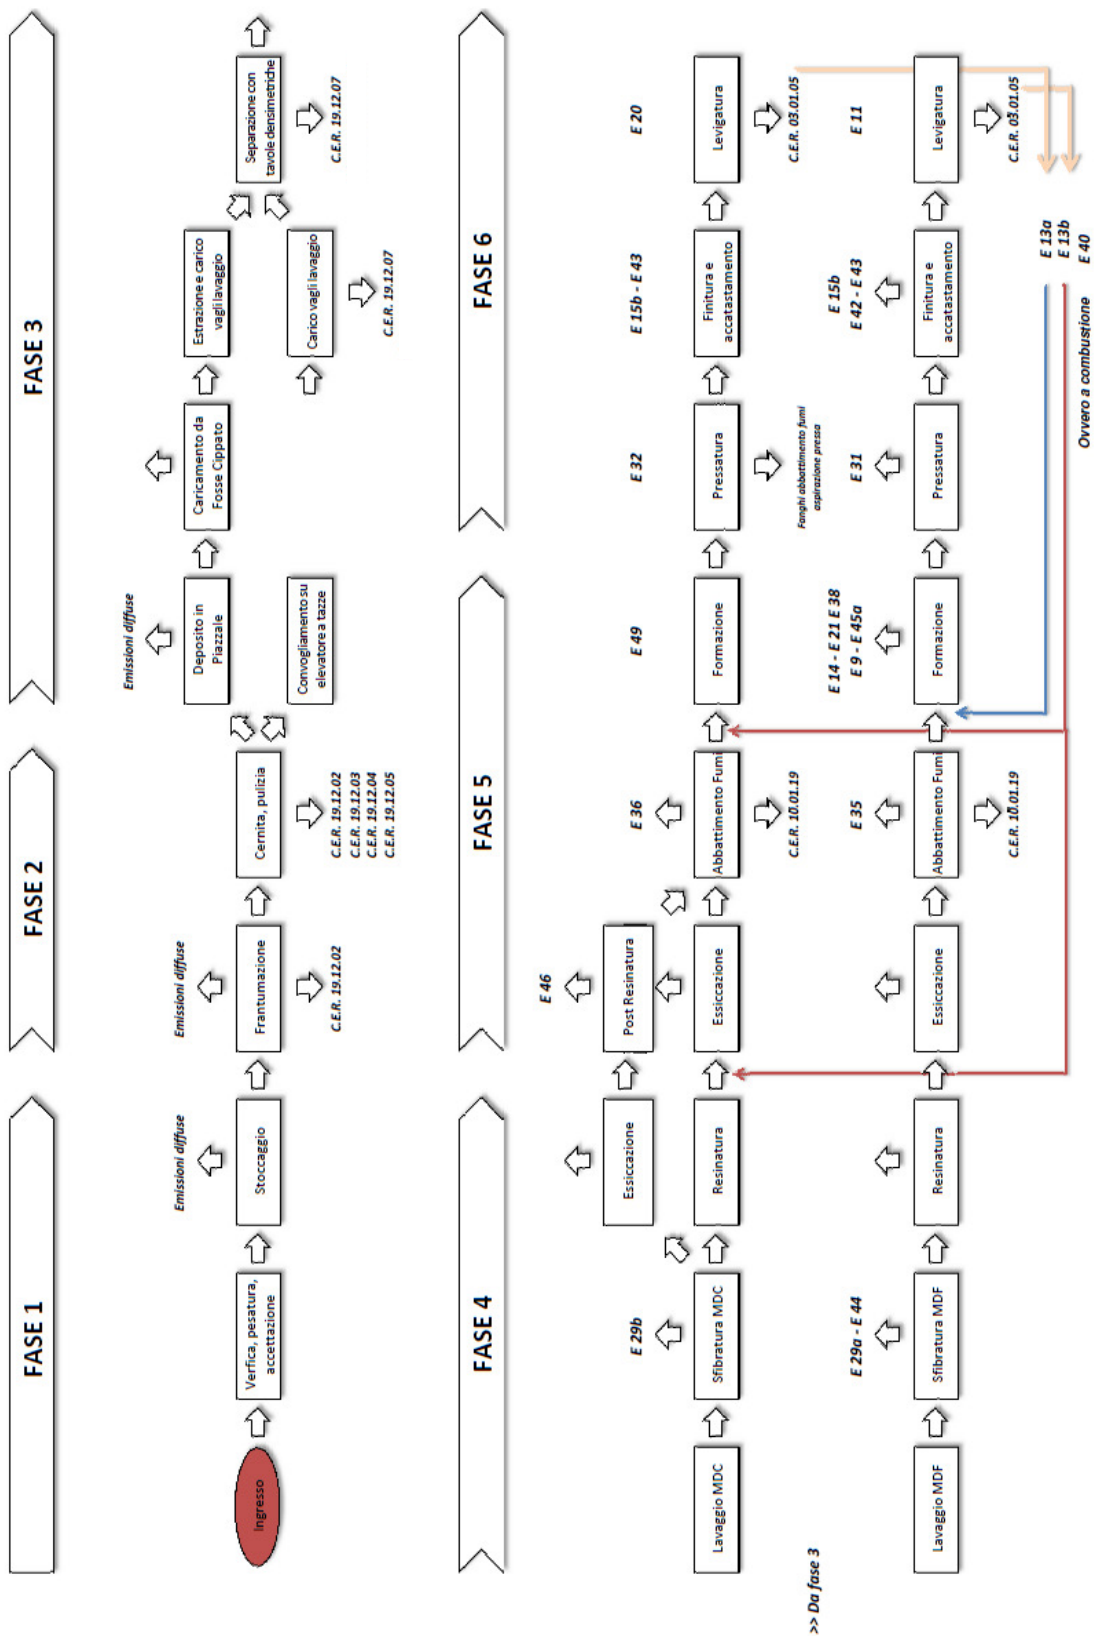 FASE 1
FASE 2
FASE 3
Ingresso
Verfica, pesatura,
accettazione
Emissioni diffuse
Stoccaggio
Emissioni diffuse
Frantumazione
C.E.R. 19.12.02
Cernita, pulizia
C.E.R. 19.12.02
C.E.R. 19.12.03
C.E.R. 19.12.04
C.E.R. 19.12.05
Emissioni diffuse
Deposito in
Piazzale
Convogliamento su
elevatore a tazze
Caricamento da
Fosse Cippato
Estrazione e carico
vagli lavaggio
Carico vagli lavaggio
C.E.R. 19.12.07
Separazione con
tavole densimetriche
C.E.R. 19.12.07
FASE 4
FASE 5
FASE 6
Lavaggio MDC
E 29b
Sfibratura MDC
Essiccazione
Resinatura
E 46
Post Resinatura
Essiccazione
E 36
Abbattimento Fumi
C.E.R. 10.01.19
E 49
Formazione
E 32
Pressatura
Fanghi abbattimento fumi
aspirazione pressa
E 15b - E 43
Finitura e
accatastamento
E 20
Levigatura
C.E.R. 03.01.05
>> Da fase 3
Lavaggio MDF
E 29a - E 44
Sfibratura MDF
Resinatura
Essiccazione
E 35
Abbattimento Fumi
C.E.R. 10.01.19
E 14 - E 21 E 38
E 9 - E 45a
Formazione
E 31
Pressatura
E 15b
E 42 - E 43
Finitura e
accatastamento
E 11
Levigatura
C.E.R. 03.01.05
E 13a
E 13b
Ovvero a combustione E 40